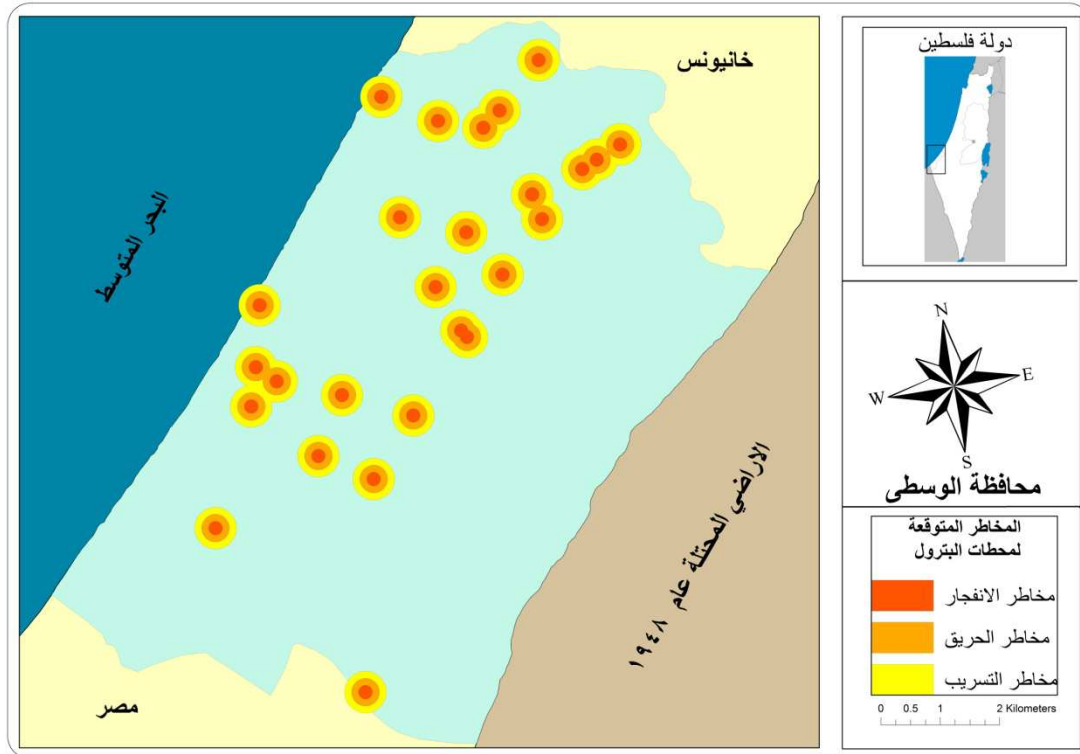 خانيونس
البحر المتوسط
الاراضي المحتلة عام ١٩٤٨
مصر
دولة فلسطين
N
E
W
S
محافظة الوسطى
المخاطر المتوقعة
لمحطات البترول
مخاطر الانفجار
مخاطر الحريق
مخاطر التسريب
0 0.5 1 2 Kilometers